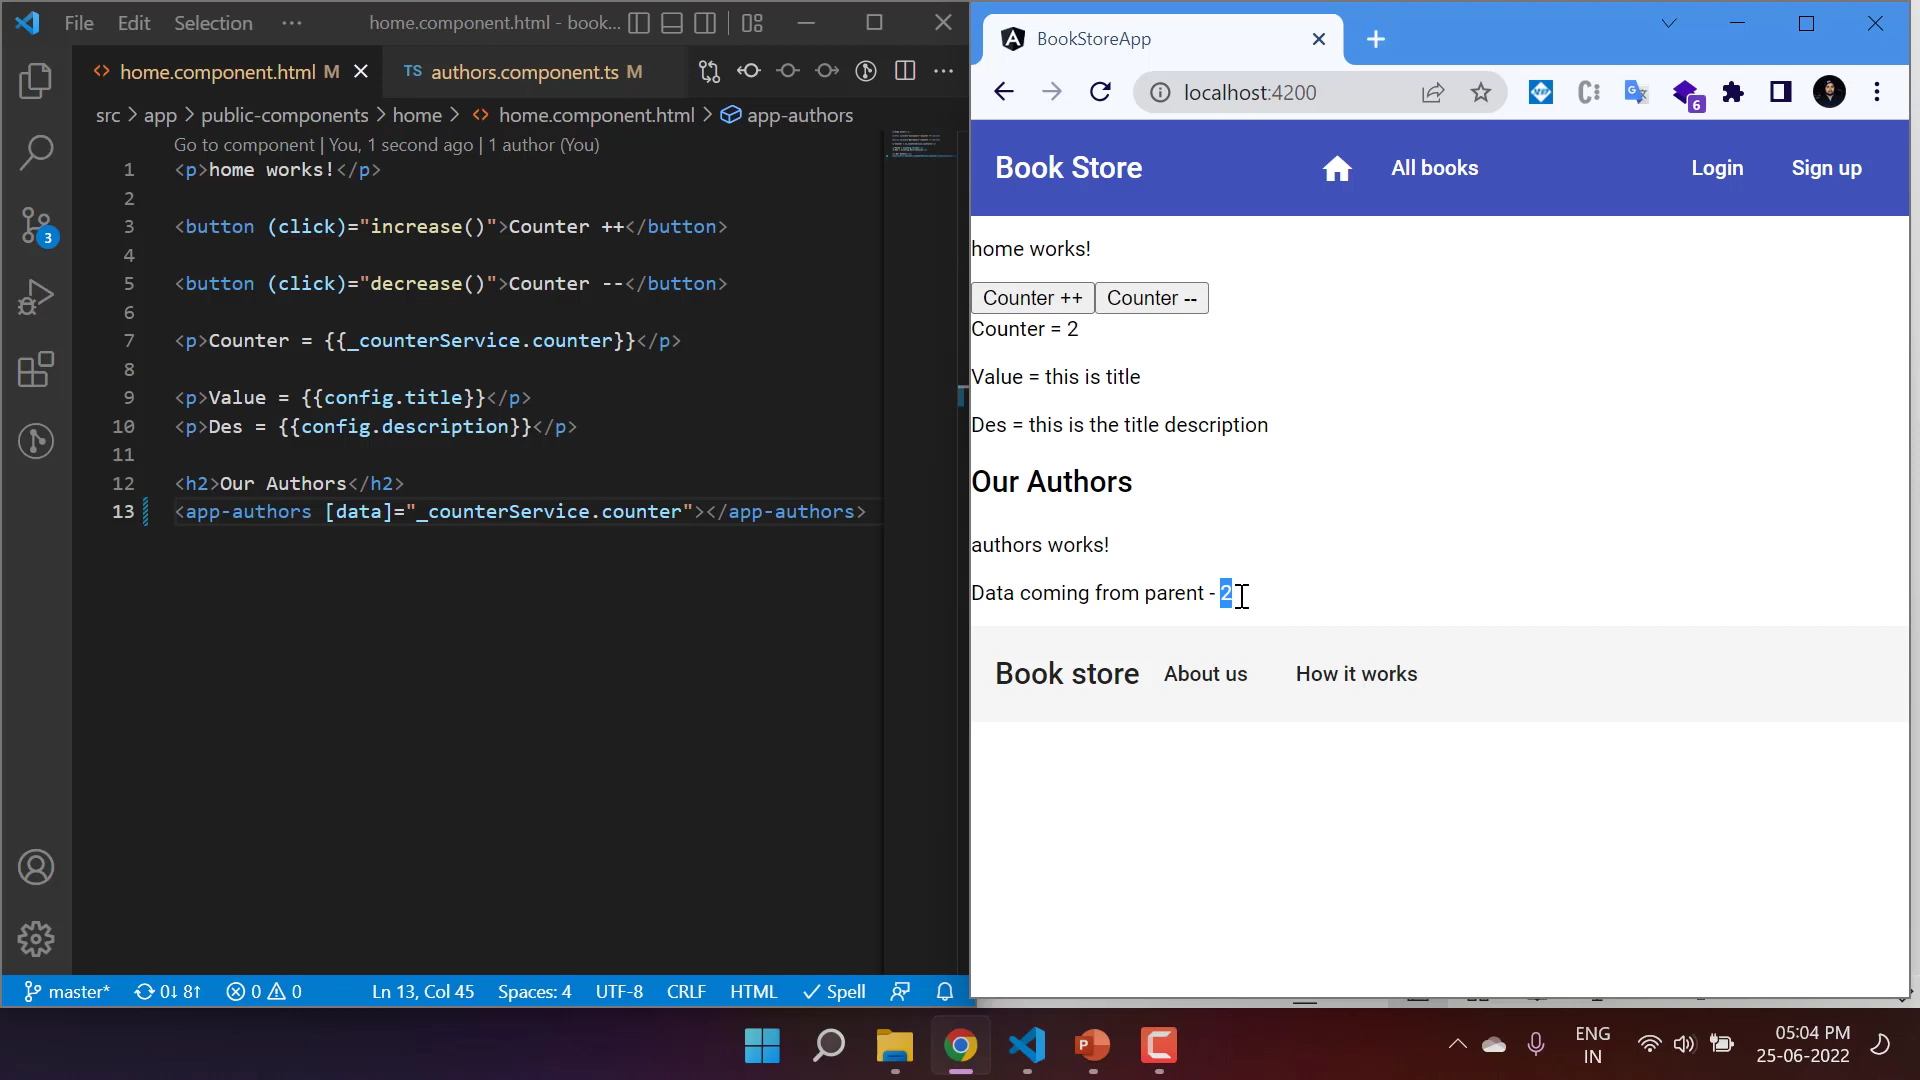 File Edit Selection ··· home.component.html - book...
home.component.html M
TS authors.component.ts M ···
src > app > public-components > home > home.component.html > app-authors
Go to component | You, 1 second ago | 1 author (You)
1 <p>home works!</p>
2
3 <button (click)="increase()">Counter ++</button>
4
5 <button (click)="decrease()">Counter --</button>
6
7 <p>Counter = {{_counterService.counter}}</p>
8
9 <p>Value = {{config.title}}</p>
10 <p>Des = {{config.description}}</p>
11
12 <h2>Our Authors</h2>
13 <app-authors [data]="_counterService.counter"></app-authors>
3
master* 0↓ 8↑ 0 0 Ln 13, Col 45 Spaces: 4 UTF-8 CRLF HTML Spell
BookStoreApp
localhost:4200
6
Book Store All books Login Sign up
home works!
Counter ++ Counter --
Counter = 2
Value = this is title
Des = this is the title description
Our Authors
authors works!
Data coming from parent - 2
Book store About us How it works
ENG
IN
05:04 PM
25-06-2022